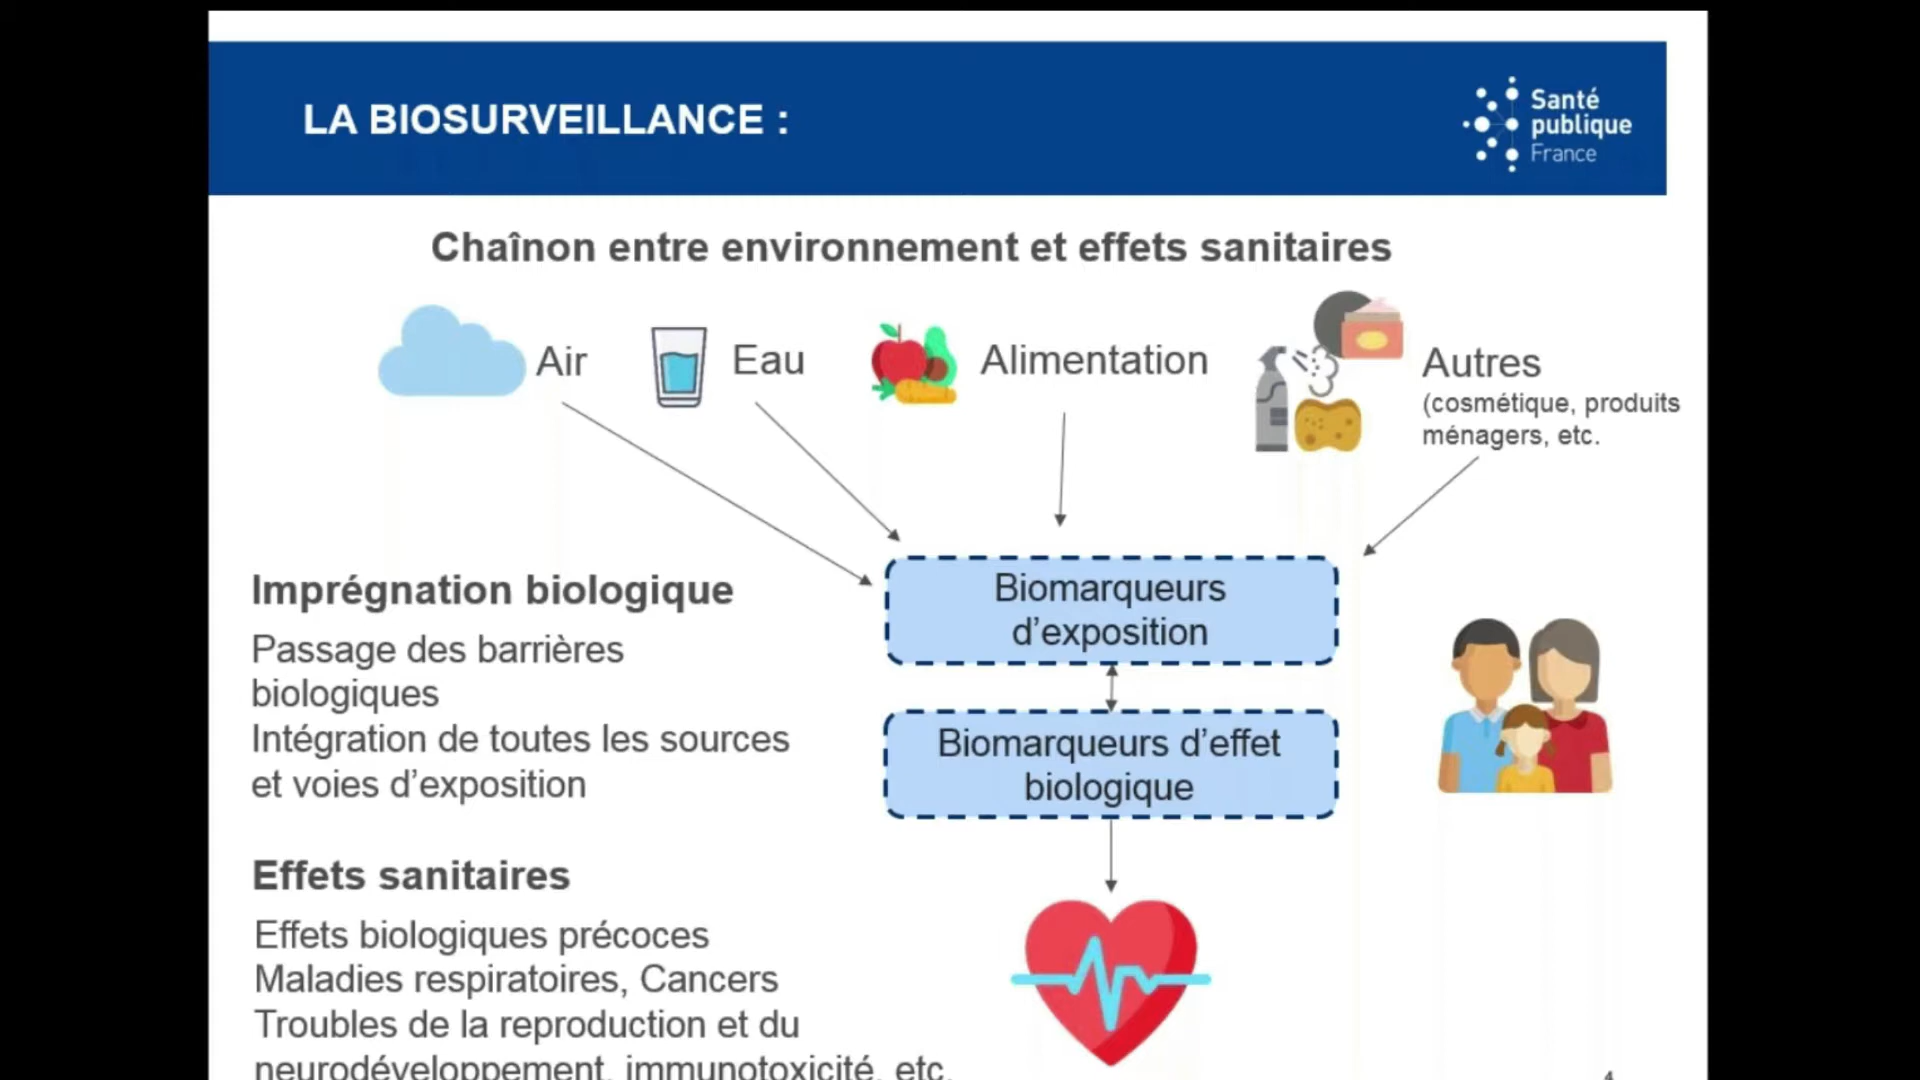 LA BIOSURVEILLANCE :
Santé
publique
France
Chaînon entre environnement et effets sanitaires
Air
Eau
Alimentation
Autres
(cosmétique, produits
ménagers, etc.
Biomarqueurs
d’exposition
Imprégnation biologique
Passage des barrières
biologiques
Intégration de toutes les sources
et voies d’exposition
Biomarqueurs d’effet
biologique
Effets sanitaires
Effets biologiques précoces
Maladies respiratoires, Cancers
Troubles de la reproduction et du
neurodéveloppement, immunotoxicité, etc.
4